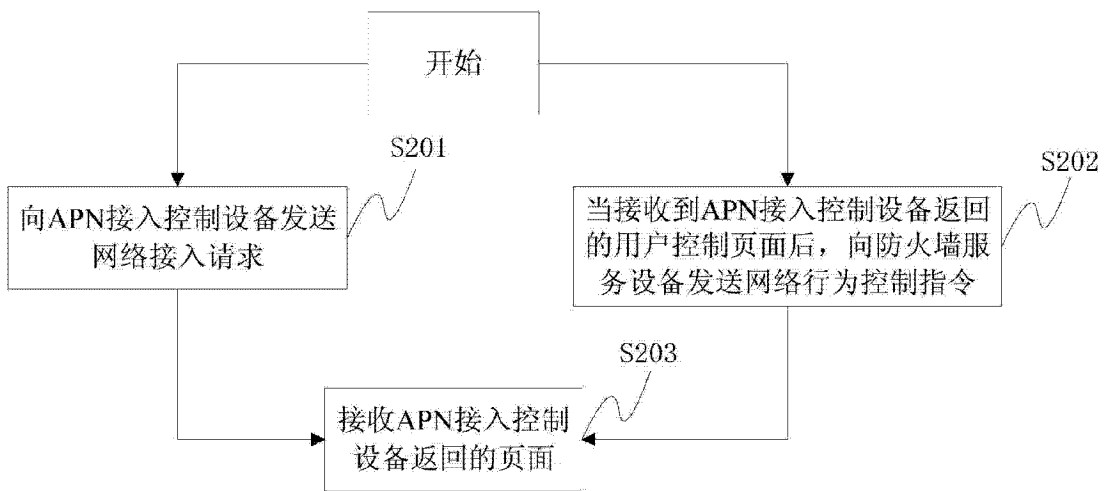 开始
S201
S202
向APN接入控制设备发送
网络接入请求
当接收到APN接入控制设备返回
的用户控制页面后，向防火墙服
务设备发送网络行为控制指令
S203
接收APN接入控制
设备返回的页面